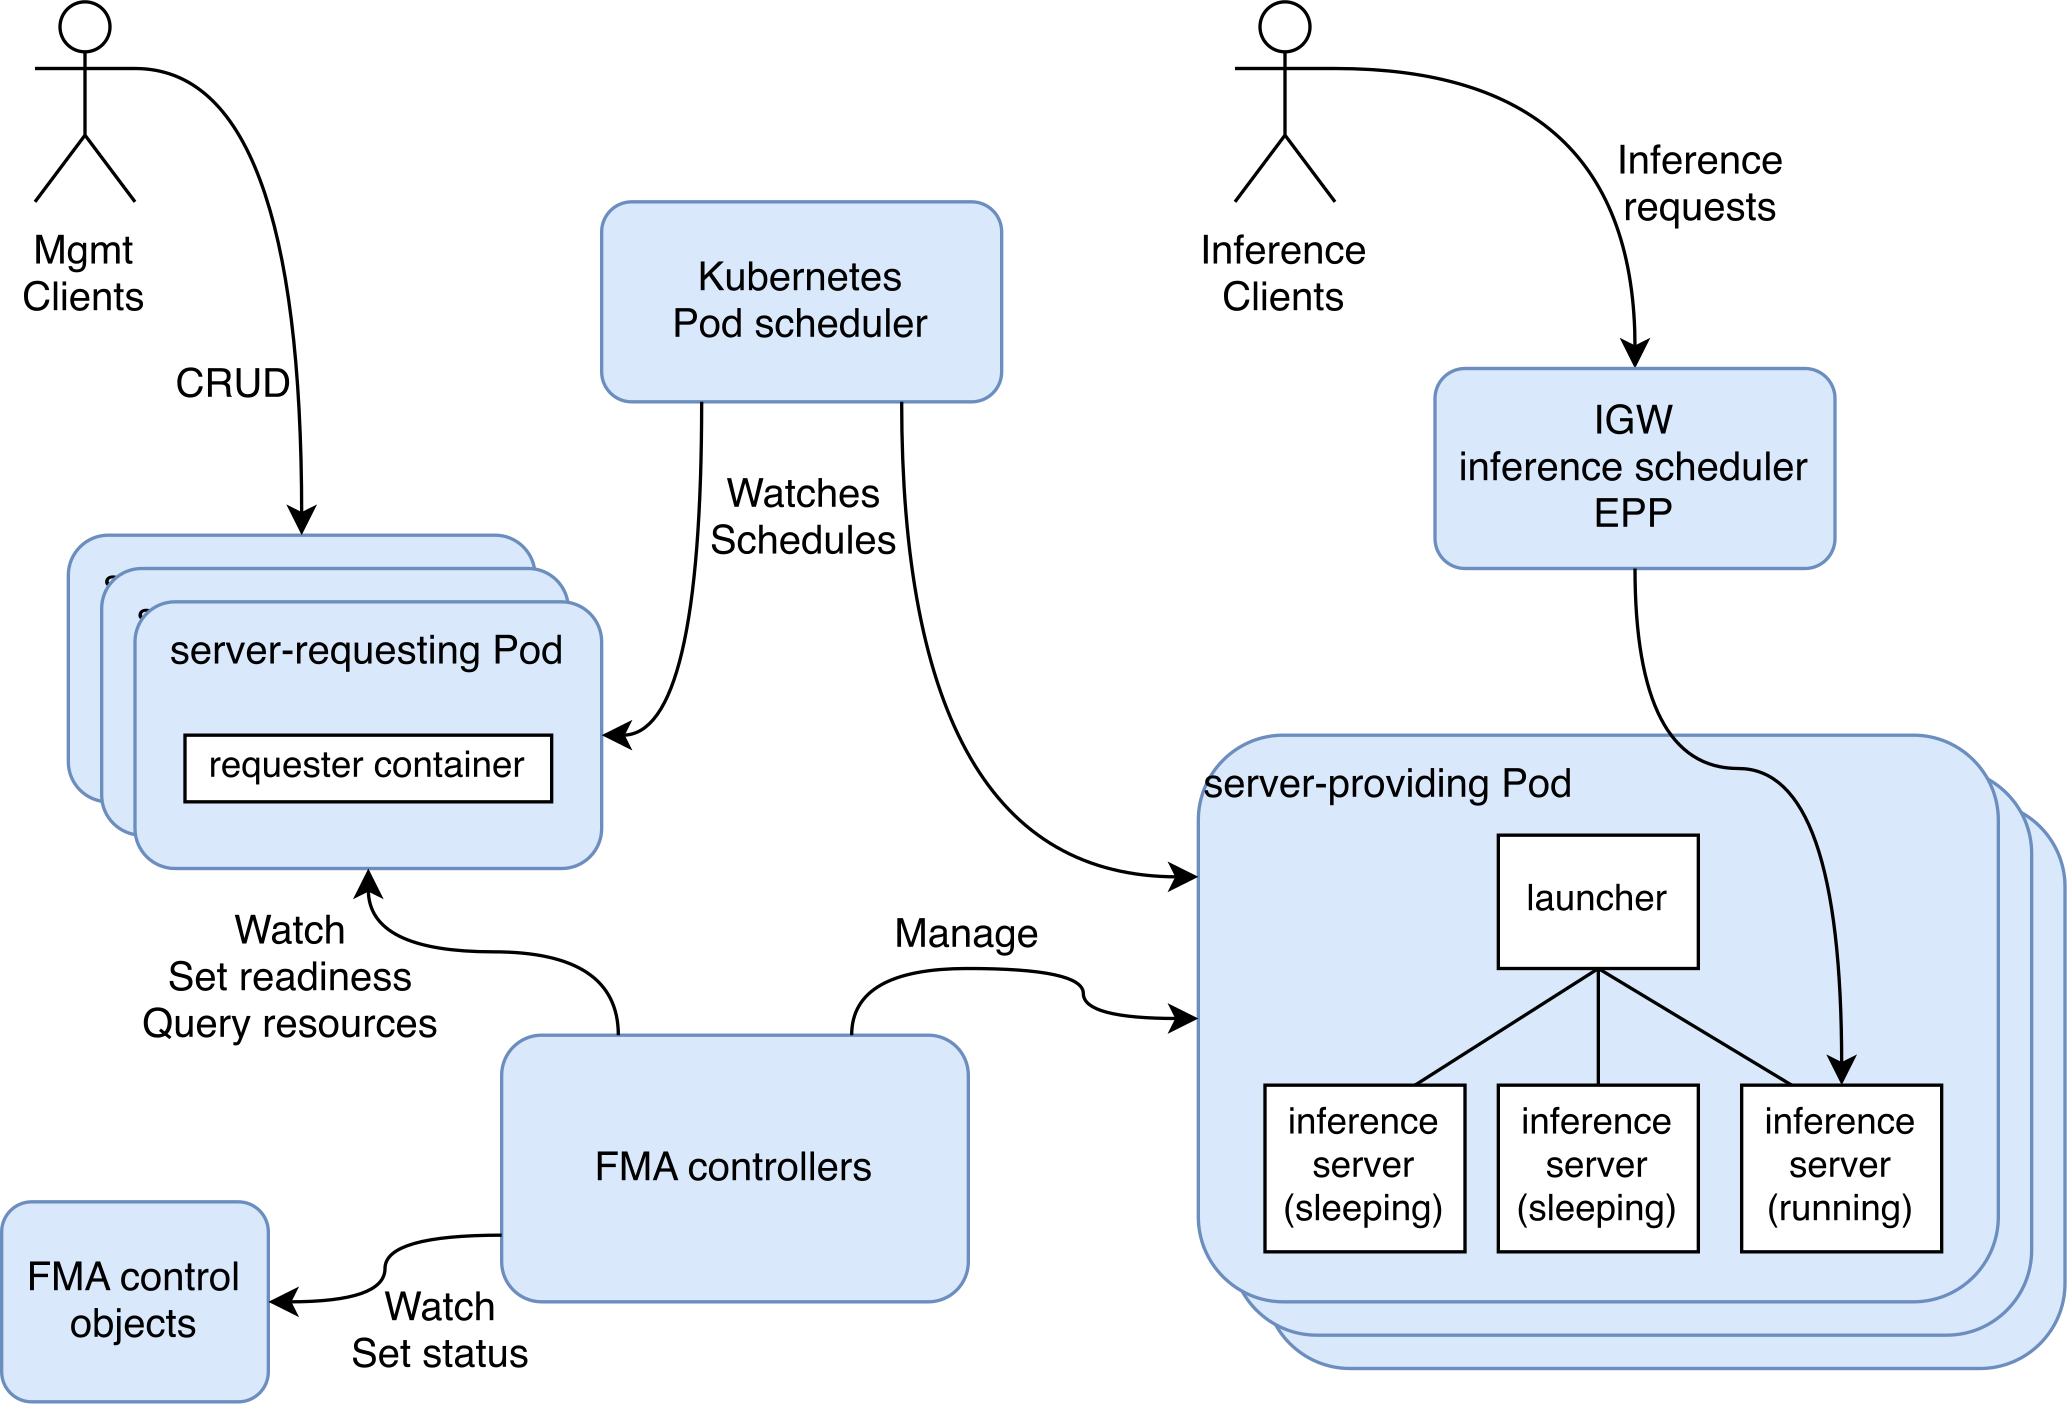 Mgmt
Clients
CRUD
Kubernetes
Pod scheduler
Inference
Clients
Inference
requests
IGW
inference scheduler
EPP
Watches
Schedules
server-requesting Pod
requester container
Watch
Set readiness
Query resources
Manage
FMA controllers
FMA control
objects
Watch
Set status
server-providing Pod
launcher
inference
server
(sleeping)
inference
server
(sleeping)
inference
server
(running)